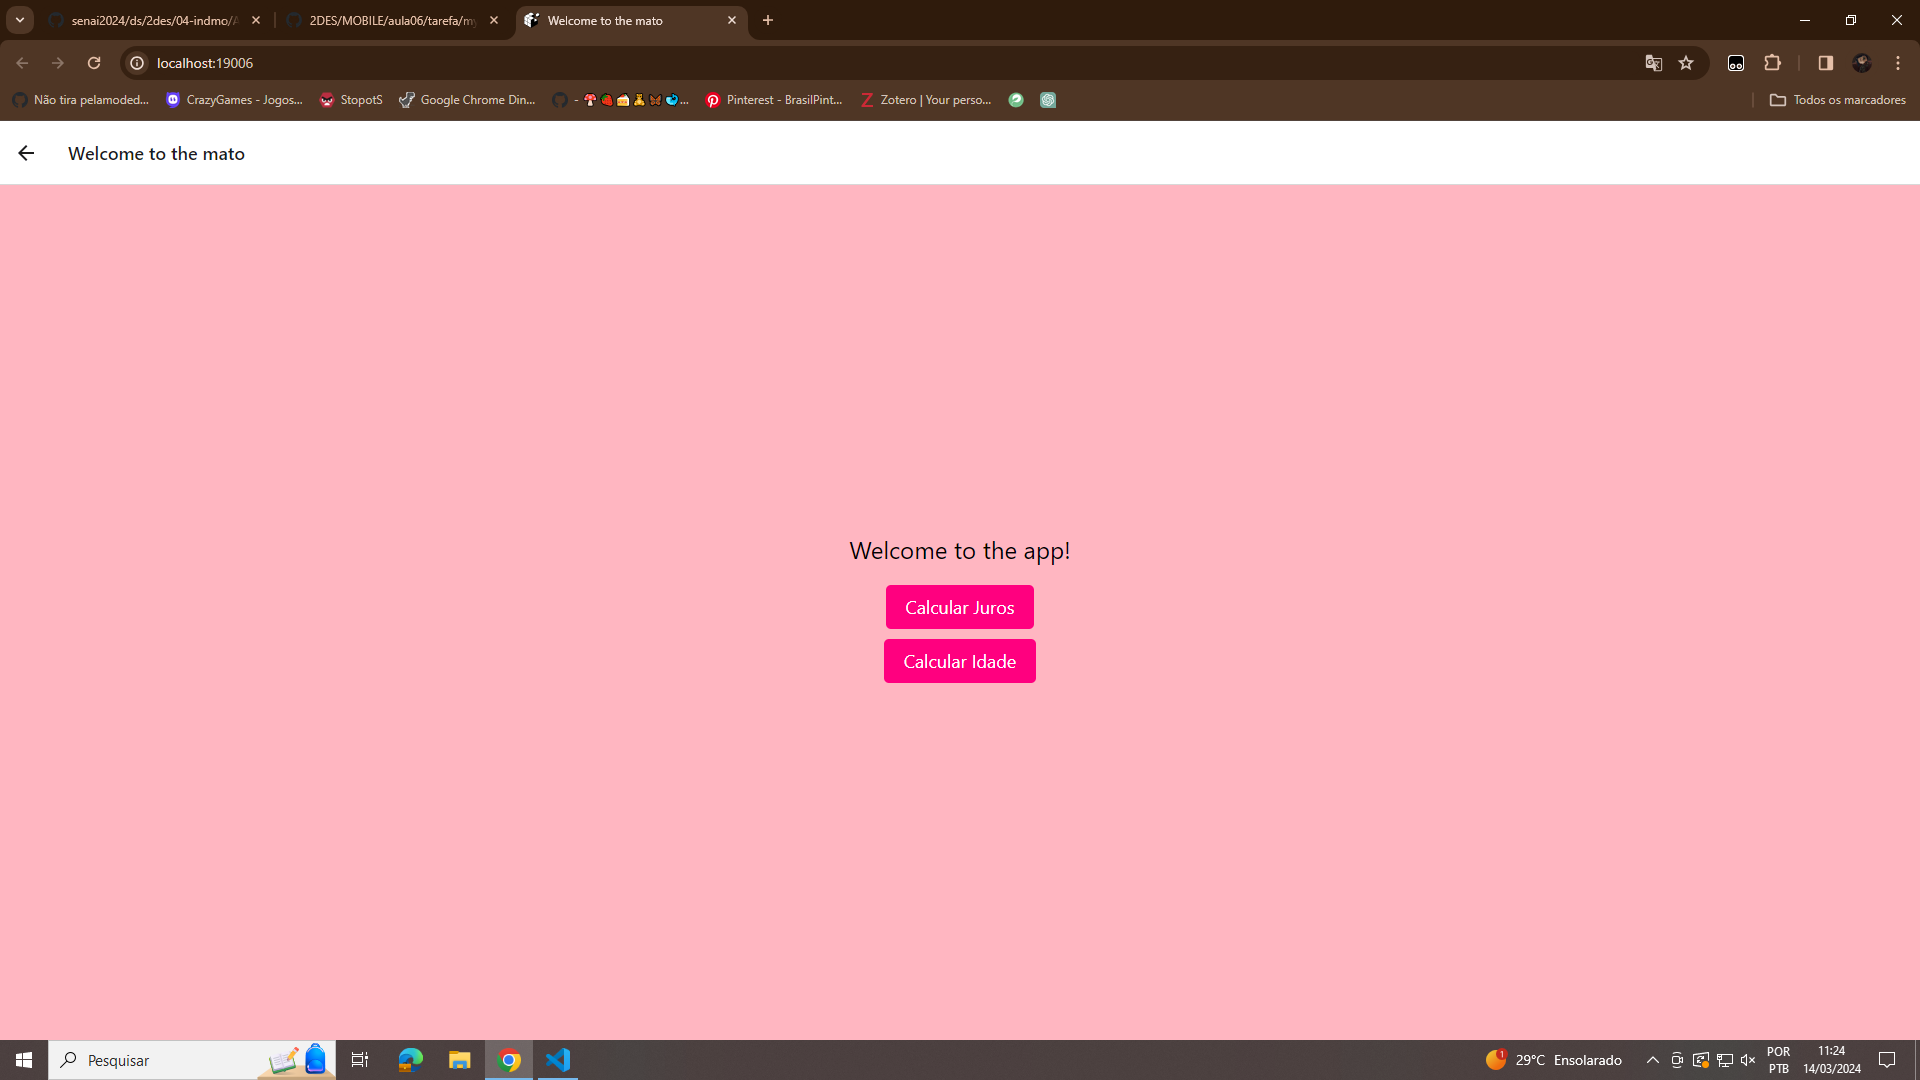 senai2024/ds/2des/04-indmo/A
2DES/MOBILE/aula06/tarefa/my
Welcome to the mato
localhost:19006
Não tira pelamoded...
CrazyGames - Jogos...
StopotS
Google Chrome Din...
- 🍄🍓🍰🧸🦋🐦...
Pinterest - BrasilPint...
Zotero | Your perso...
Todos os marcadores
Welcome to the mato
Welcome to the app!
Calcular Juros
Calcular Idade
Pesquisar
1
29°C Ensolarado
POR
PTB
11:24
14/03/2024